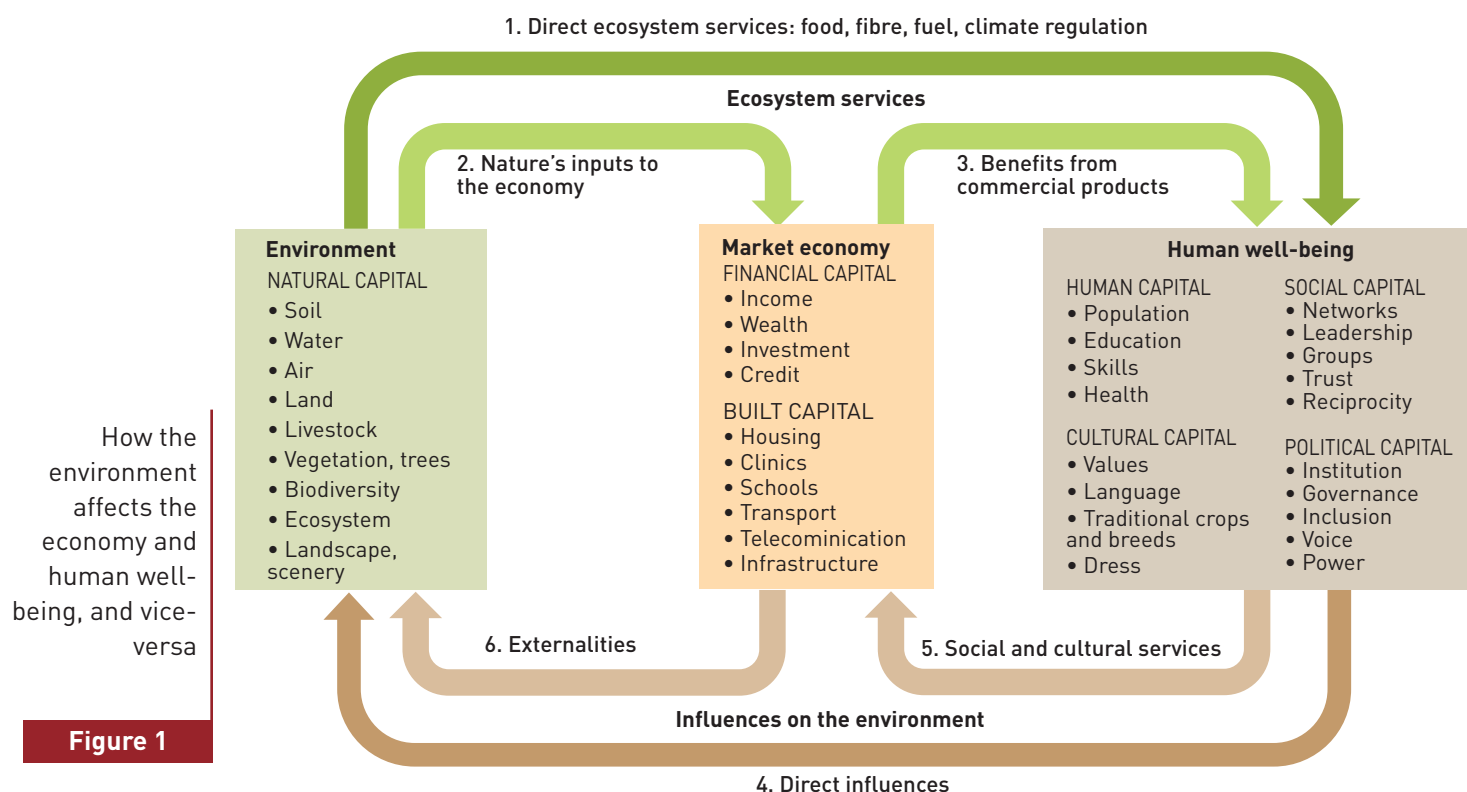 1. Direct ecosystem services: food, fibre, fuel, climate regulation
Ecosystem services
2. Nature's inputs to
the economy
3. Benefits from
commercial products
Environment
NATURAL CAPITAL
• Soil
• Water
• Air
• Land
• Livestock
• Vegetation, trees
• Biodiversity
• Ecosystem
• Landscape,
scenery
Market economy
FINANCIAL CAPITAL
• Income
• Wealth
• Investment
• Credit
BUILT CAPITAL
• Housing
• Clinics
• Schools
• Transport
• Telecominication
• Infrastructure
Human well-being
HUMAN CAPITAL
• Population
• Education
• Skills
• Health
SOCIAL CAPITAL
• Networks
• Leadership
• Groups
• Trust
• Reciprocity
CULTURAL CAPITAL
• Values
• Language
• Traditional crops
and breeds
• Dress
POLITICAL CAPITAL
• Institution
• Governance
• Inclusion
• Voice
• Power
6. Externalities
5. Social and cultural services
Influences on the environment
4. Direct influences
How the
environment
affects the
economy and
human well-
being, and vice-
versa
Figure 1